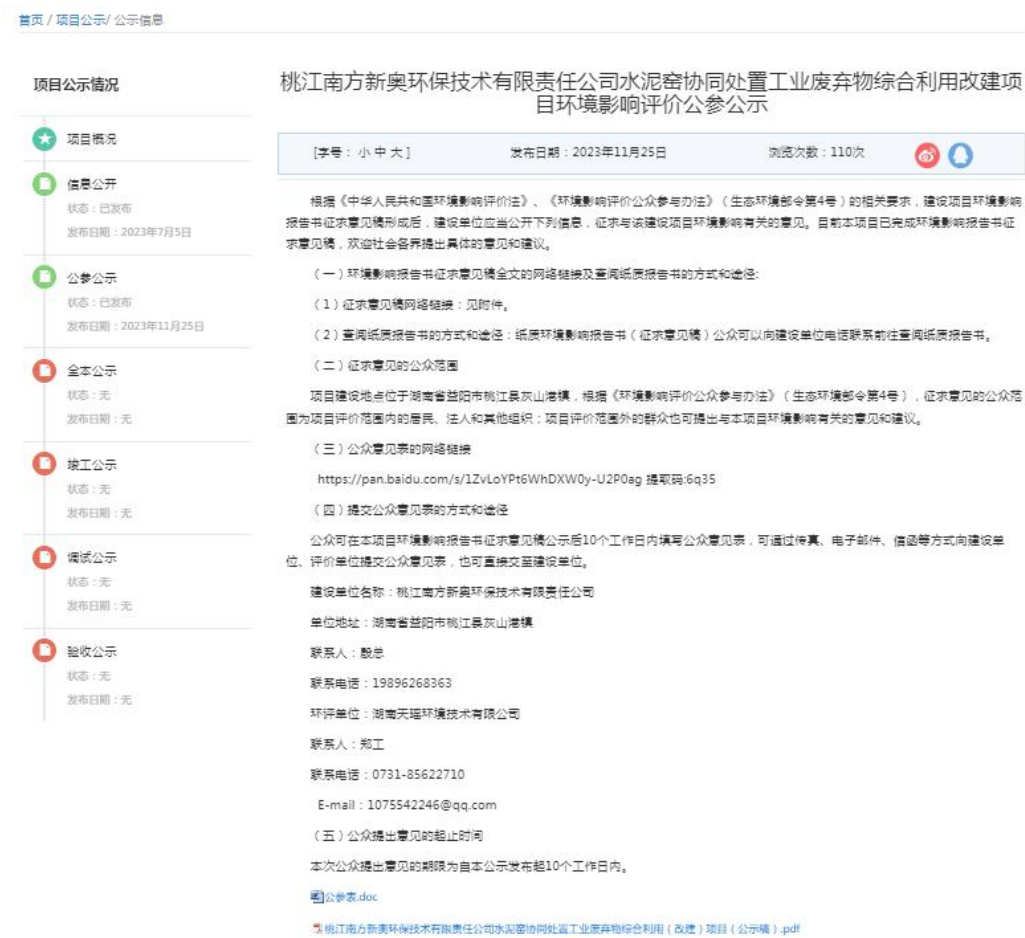 首页 / 项目公示/ 公示信息
项目公示情况
项目概况
信息公开
状态：已发布
发布日期：2023年7月5日
公参公示
状态：已发布
发布日期：2023年11月25日
全本公示
状态：无
发布日期：无
竣工公示
状态：无
发布日期：无
调试公示
状态：无
发布日期：无
验收公示
状态：无
发布日期：无
桃江南方新奥环保技术有限责任公司水泥窑协同处置工业废弃物综合利用改建项
目环境影响评价公参公示
[字号：小 中 大]
发布日期：2023年11月25日
浏览次数：110次
根据《中华人民共和国环境影响评价法》、《环境影响评价公众参与办法》（生态环境部令第4号）的相关要求，建设项目环境影响
报告书征求意见稿形成后，建设单位应当公开下列信息，征求与该建设项目环境影响有关的意见。目前本项目已完成环境影响报告书征
求意见稿，欢迎社会各界提出具体的意见和建议。
（一）环境影响报告书征求意见稿全文的网络链接及查阅纸质报告书的方式和途径:
（1）征求意见稿网络链接：见附件。
（2）查阅纸质报告书的方式和途径：纸质环境影响报告书（征求意见稿）公众可以向建设单位电话联系前往查阅纸质报告书。
（二）征求意见的公众范围
项目建设地点位于湖南省益阳市桃江县灰山港镇，根据《环境影响评价公众参与办法》（生态环境部令第4号），征求意见的公众范
围为项目评价范围内的居民、法人和其他组织；项目评价范围外的群众也可提出与本项目环境影响有关的意见和建议。
（三）公众意见表的网络链接
https://pan.baidu.com/s/1ZvLoYPt6WhDXW0y-U2P0ag 提取码:6q35
（四）提交公众意见表的方式和途径
公众可在本项目环境影响报告书征求意见稿公示后10个工作日内填写公众意见表，可通过传真、电子邮件、信函等方式向建设单
位、评价单位提交公众意见表，也可直接交至建设单位。
建设单位名称：桃江南方新奥环保技术有限责任公司
单位地址：湖南省益阳市桃江县灰山港镇
联系人：殷总
联系电话：19896268363
环评单位：湖南天瑶环境技术有限公司
联系人：郑工
联系电话：0731-85622710
E-mail：1075542246@qq.com
（五）公众提出意见的起止时间
本次公众提出意见的期限为自本公示发布起10个工作日内。
公参表.doc
桃江南方新奥环保技术有限责任公司水泥窑协同处置工业废弃物综合利用（改建）项目（公示稿）.pdf